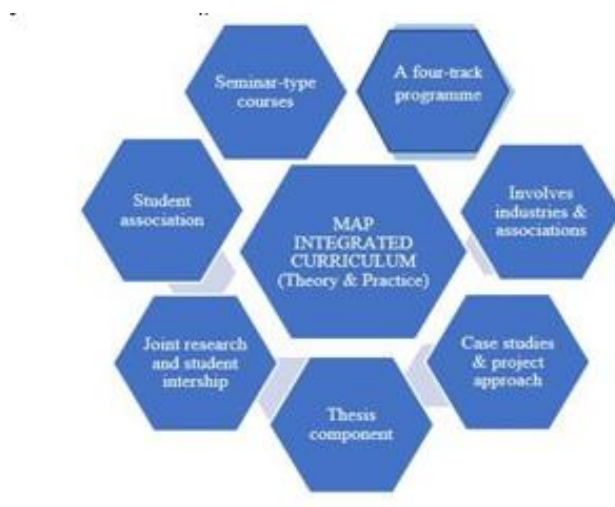 Seminar-type
courses
A four-track
programme
Student
association
MAP
INTEGRATED
CURRICULUM
(Theory & Practice)
Involves
industries &
associations
Joint research
and student
intership
Case studies
& project
approach
Thesis
component